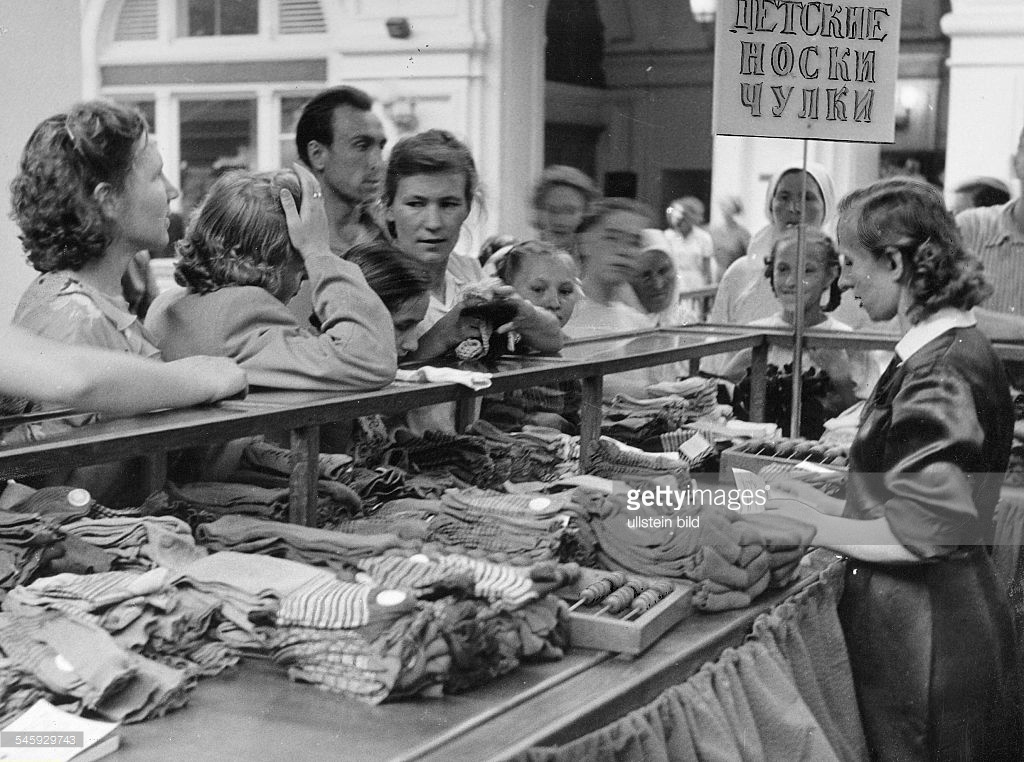 ДЕТСКИЕ
НОСКИ
ЧУЛКИ
gettyimages
ullstein bild
545929743